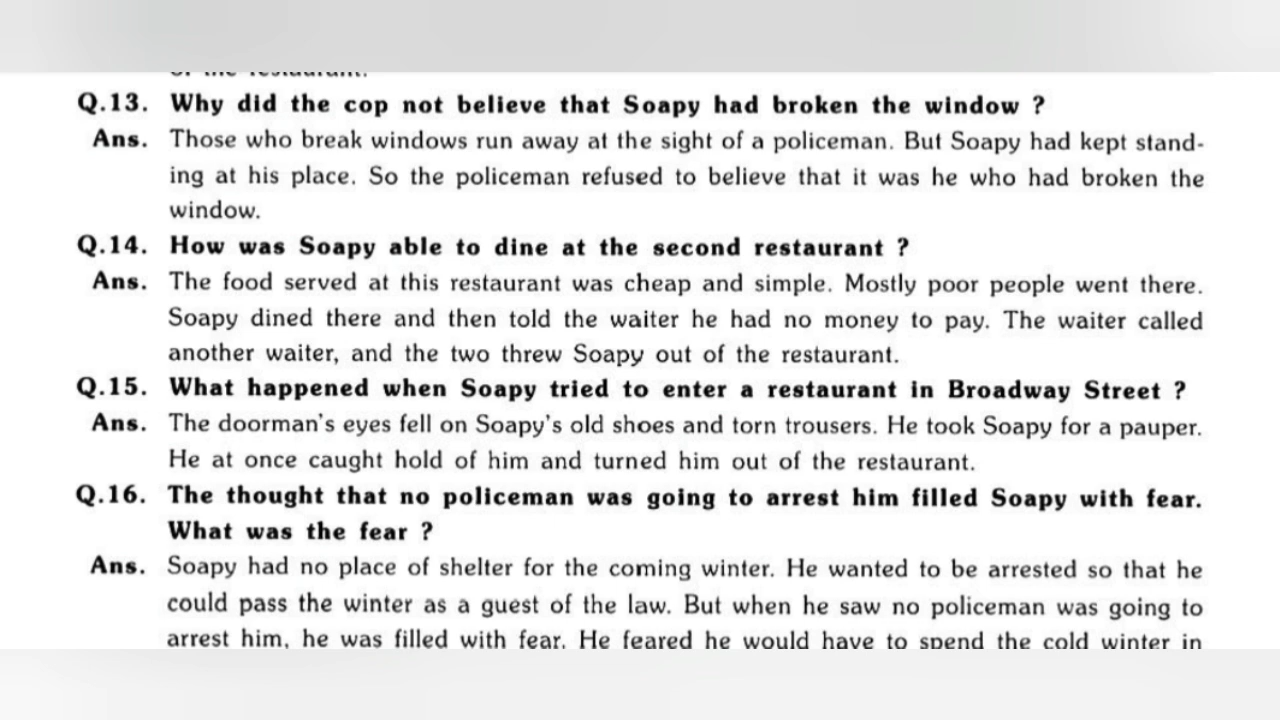 Q.13. Why did the cop not believe that Soapy had broken the window ?
Ans. Those who break windows run away at the sight of a policeman. But Soapy had kept stand-
ing at his place. So the policeman refused to believe that it was he who had broken the
window.
Q.14. How was Soapy able to dine at the second restaurant ?
Ans. The food served at this restaurant was cheap and simple. Mostly poor people went there.
Soapy dined there and then told the waiter he had no money to pay. The waiter called
another waiter, and the two threw Soapy out of the restaurant.
Q.15. What happened when Soapy tried to enter a restaurant in Broadway Street ?
Ans. The doorman's eyes fell on Soapy's old shoes and torn trousers. He took Soapy for a pauper.
He at once caught hold of him and turned him out of the restaurant.
Q.16. The thought that no policeman was going to arrest him filled Soapy with fear.
What was the fear ?
Ans. Soapy had no place of shelter for the coming winter. He wanted to be arrested so that he
could pass the winter as a guest of the law. But when he saw no policeman was going to
arrest him, he was filled with fear. He feared he would have to spend the cold winter in